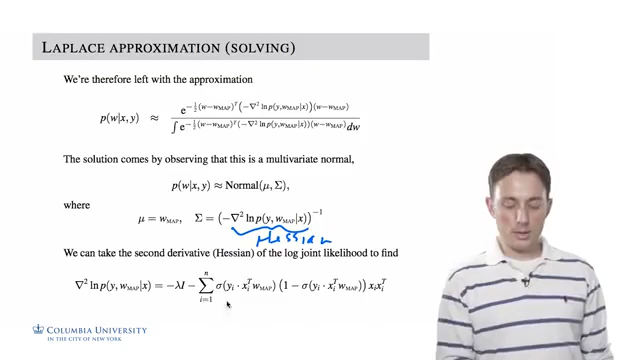 LAPLACE APPROXIMATION (SOLVING)
We're therefore left with the approximation
p(w|x, y) ≈ e^{-½(w−w_MAP)^T(−∇² ln p(y,w_MAP|x))(w−w_MAP)} / ∫ e^{-½(w−w_MAP)^T(−∇² ln p(y,w_MAP|x))(w−w_MAP)} dw
The solution comes by observing that this is a multivariate normal,
p(w|x, y) ≈ Normal(μ, Σ),
where
μ = w_MAP, Σ = (−∇² ln p(y, w_MAP|x))^{−1}
Hessian
We can take the second derivative (Hessian) of the log joint likelihood to find
∇² ln p(y, w_MAP|x) = −λI − ∑_{i=1}^{n} σ(y_i · x_i^T w_MAP) (1 − σ(y_i · x_i^T w_MAP)) x_i x_i^T
COLUMBIA UNIVERSITY
IN THE CITY OF NEW YORK